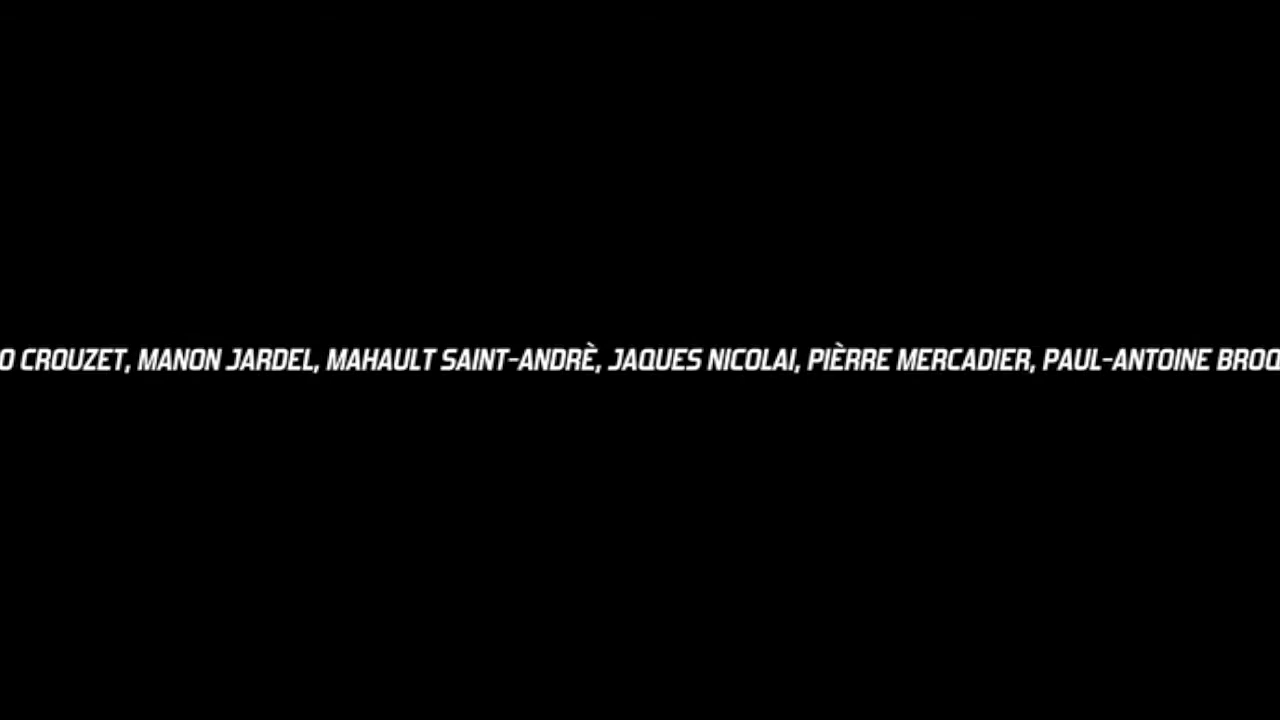 O CROUZET, MANON JARDEL, MAHAULT SAINT-ANDRÈ, JAQUES NICOLAI, PIÈRRE MERCADIER, PAUL-ANTOINE